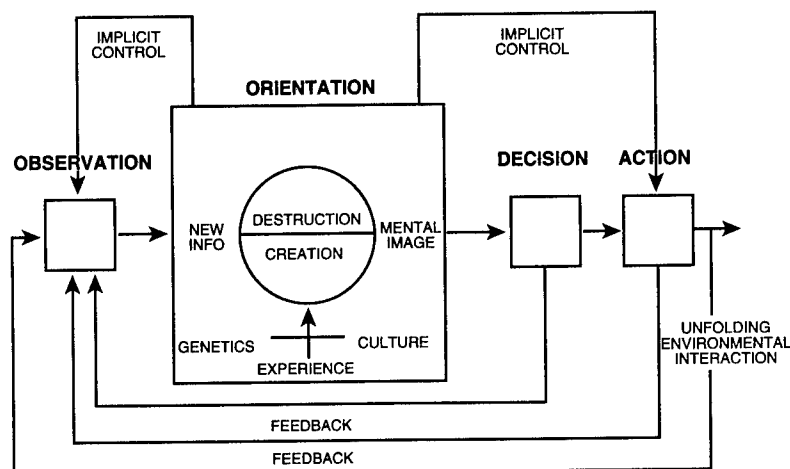 IMPLICIT
CONTROL
IMPLICIT
CONTROL
ORIENTATION
OBSERVATION
DECISION
ACTION
NEW
INFO
DESTRUCTION
CREATION
MENTAL
IMAGE
GENETICS
CULTURE
EXPERIENCE
UNFOLDING
ENVIRONMENTAL
INTERACTION
FEEDBACK
FEEDBACK